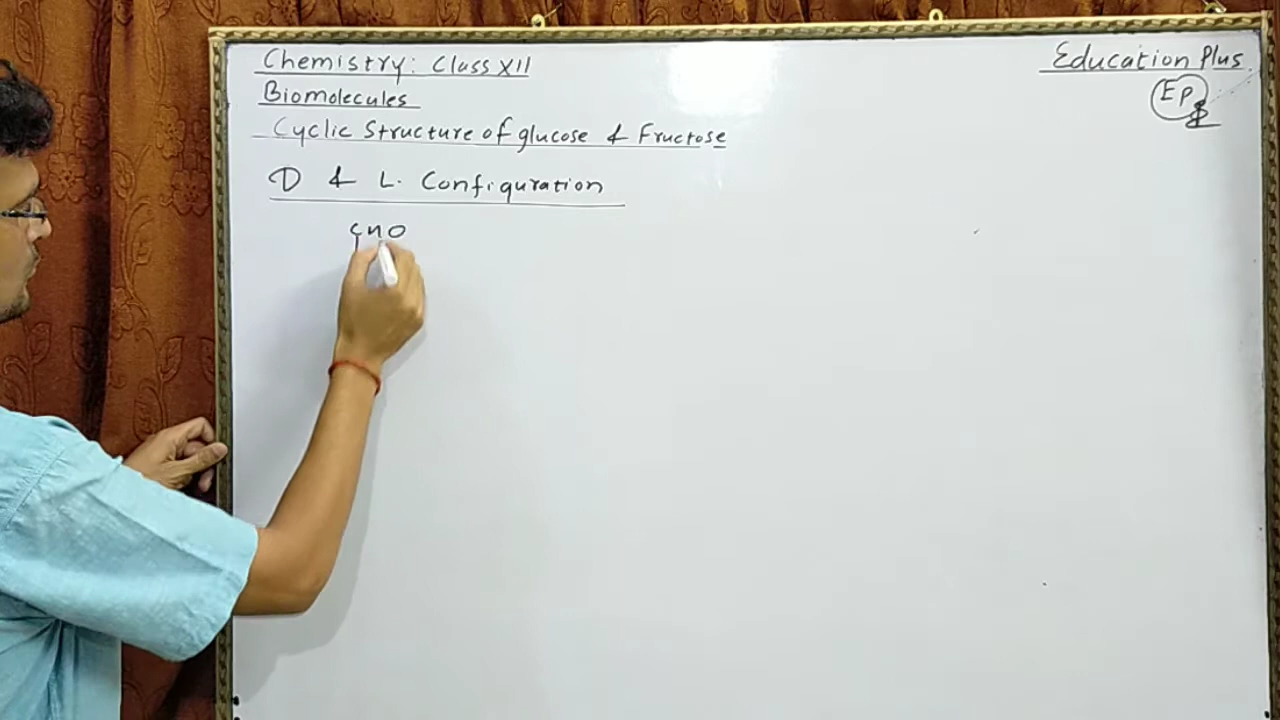 Chemistry: Class XII
Education Plus
Biomolecules
EP
Cyclic Structure of glucose & Fructose
D & L. Configuration
CHO